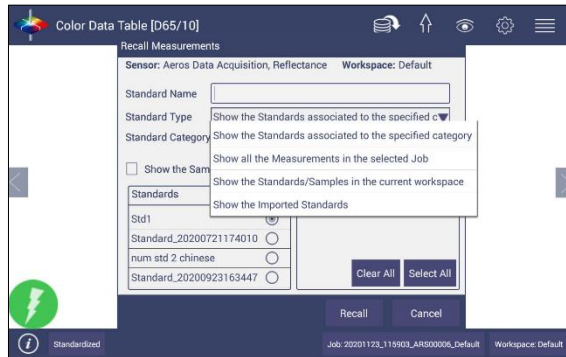 Color Data Table [D65/10]
Recall Measurements
Sensor: Aeros Data Acquisition, Reflectance Workspace: Default
Standard Name
Standard Type Show the Standards associated to the specified c
Standard Category Show the Standards associated to the specified category
Show all the Measurements in the selected Job
Show the Sam
Show the Standards/Samples in the current workspace
Standards
Show the Imported Standards
Std1
Standard_20200721174010
num std 2 chinese
Standard_20200923163447
Clear All Select All
Recall Cancel
i Standardized Job: 20201123_115903_ARS00006_Default Workspace: Default